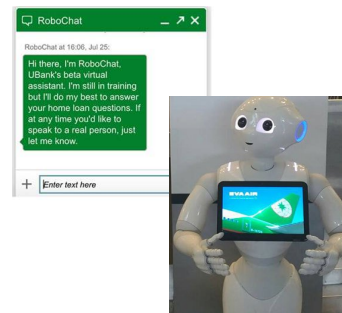 RoboChat
RoboChat at 16:06, Jul 25:
Hi there, I'm RoboChat,
UBank's beta virtual
assistant. I'm still in training
but I'll do my best to answer
your home loan questions. If
at any time you'd like to
speak to a real person, just
let me know.
Enter text here
EVA AIR